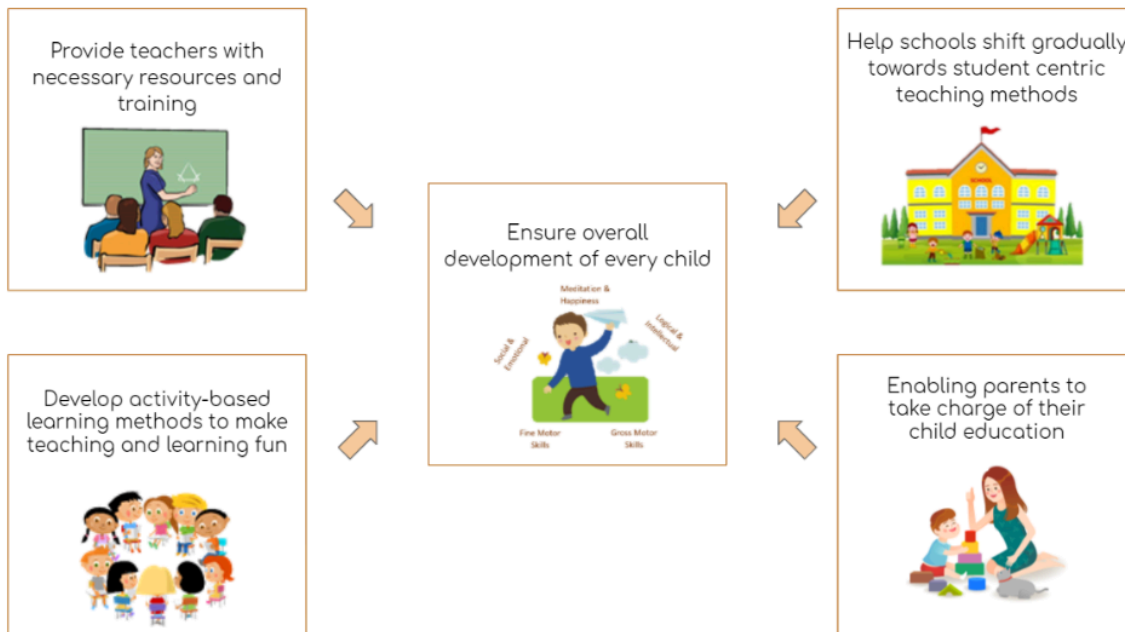 Provide teachers with
necessary resources and
training
Help schools shift gradually
towards student centric
teaching methods
SCHOOL
Ensure overall
development of every child
Meditation &
Happiness
Social &
Emotional
Logical &
Intellectual
Fine Motor
Skills
Gross Motor
Skills
Develop activity-based
learning methods to make
teaching and learning fun
Enabling parents to
take charge of their
child education